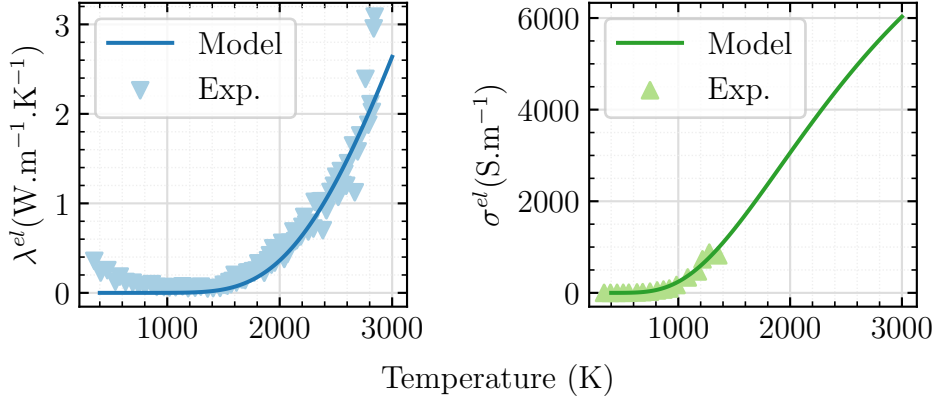 λ^{el}(W.m^{−1}.K^{−1})
3
2
1
0
Model
Exp.
1000 2000 3000
σ^{el}(S.m^{−1})
6000
4000
2000
0
Model
Exp.
1000 2000 3000
Temperature (K)